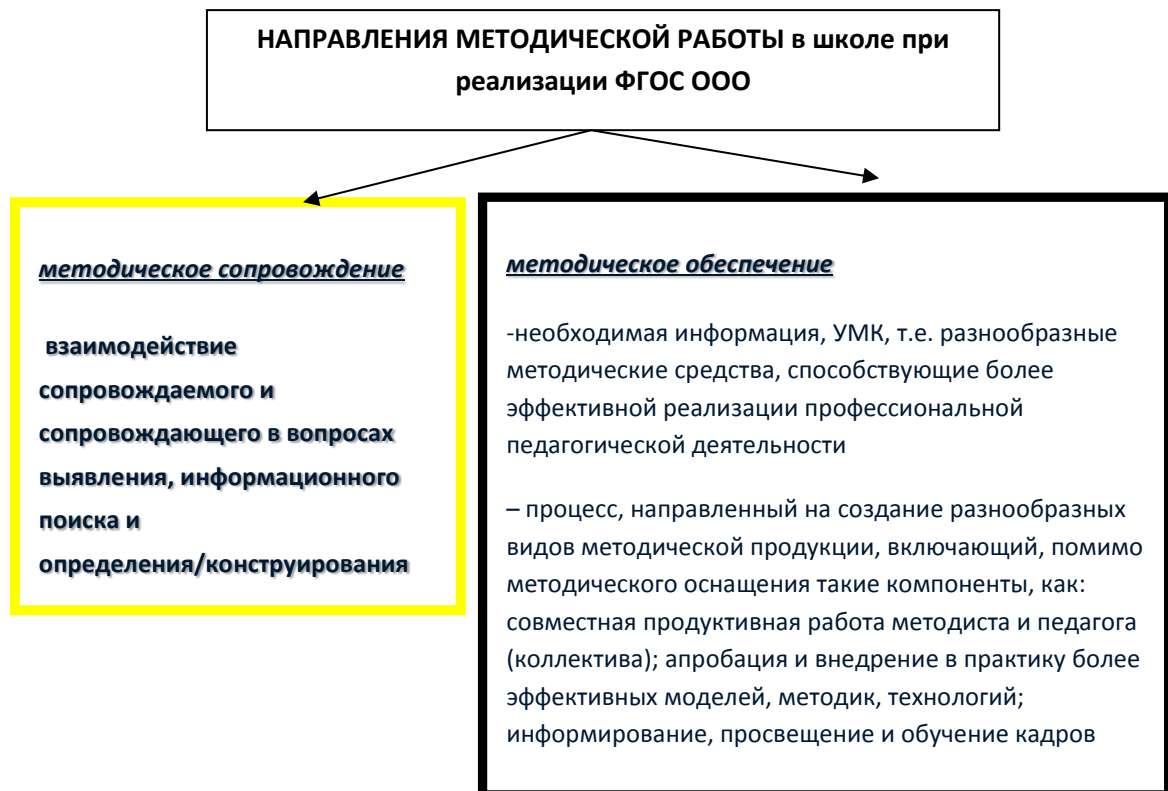 НАПРАВЛЕНИЯ МЕТОДИЧЕСКОЙ РАБОТЫ в школе при
реализации ФГОС ООО
методическое сопровождение
взаимодействие
сопровождаемого и
сопровождающего в вопросах
выявления, информационного
поиска и
определения/конструирования
методическое обеспечение
-необходимая информация, УМК, т.е. разнообразные
методические средства, способствующие более
эффективной реализации профессиональной
педагогической деятельности
– процесс, направленный на создание разнообразных
видов методической продукции, включающий, помимо
методического оснащения такие компоненты, как:
совместная продуктивная работа методиста и педагога
(коллектива); апробация и внедрение в практику более
эффективных моделей, методик, технологий;
информирование, просвещение и обучение кадров